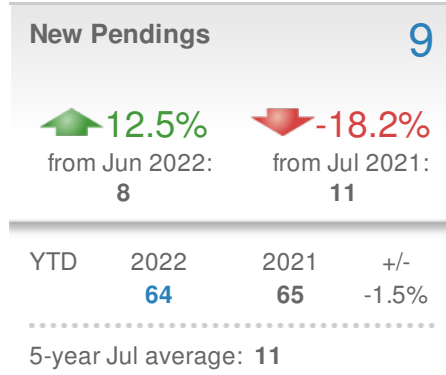 New Pendings 9
12.5% -18.2%
from Jun 2022: from Jul 2021:
8 11
YTD 2022 2021 +/-
64 65 -1.5%
5-year Jul average: 11